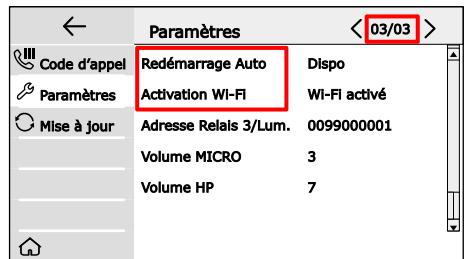 Paramètres
03/03
Code d'appel
Paramètres
Mise à jour
Redémarrage Auto Dispo
Activation Wi-Fi Wi-Fi activé
Adresse Relais 3/Lum. 0099000001
Volume MICRO 3
Volume HP 7